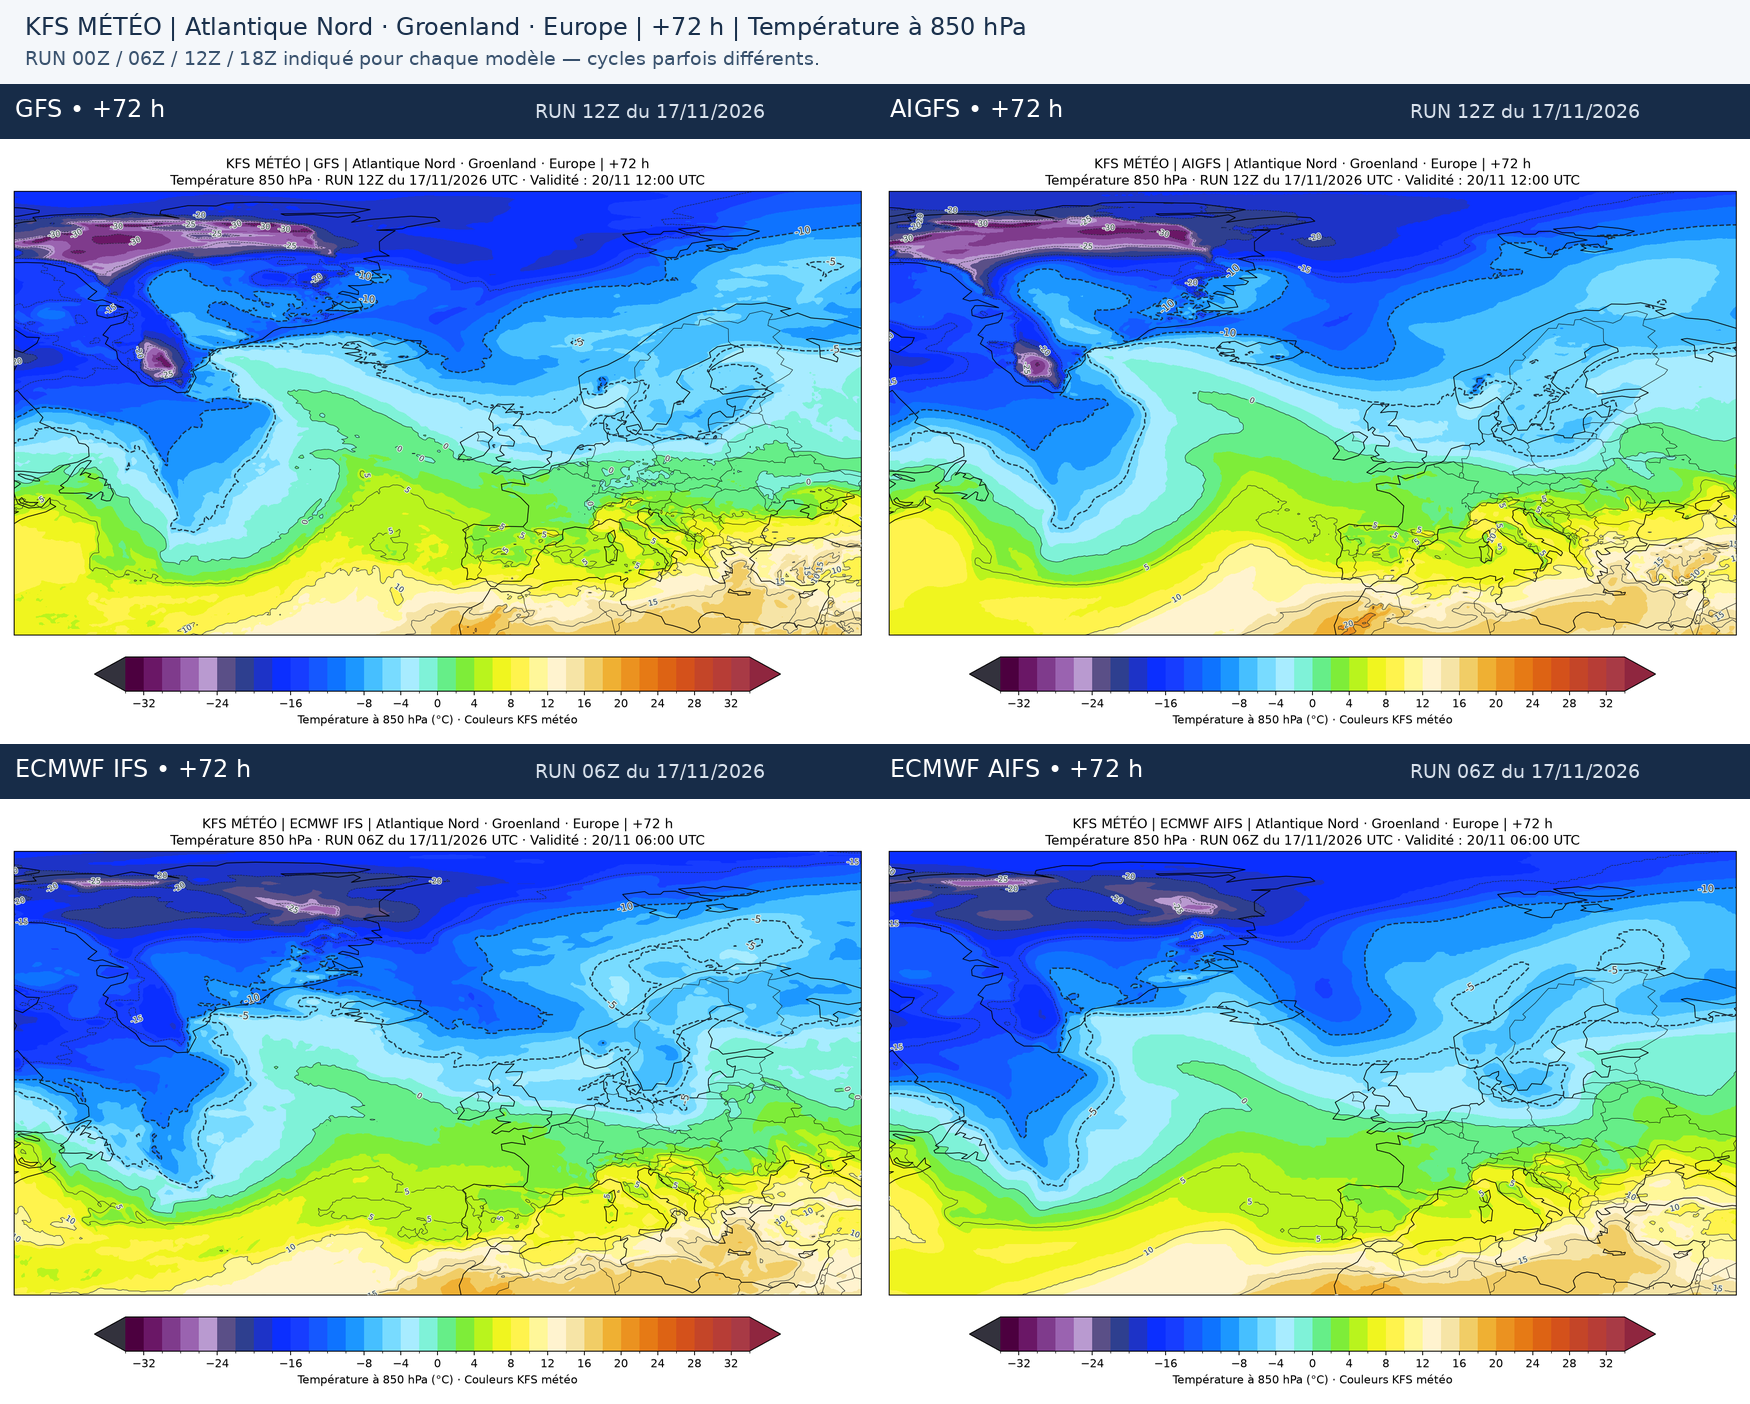 KFS MÉTÉO | Atlantique Nord · Groenland · Europe | +72 h | Température à 850 hPa
RUN 00Z / 06Z / 12Z / 18Z indiqué pour chaque modèle — cycles parfois différents.
GFS • +72 h
RUN 12Z du 17/11/2026
AIGFS • +72 h
RUN 12Z du 17/11/2026
KFS MÉTÉO | GFS | Atlantique Nord · Groenland · Europe | +72 h
Température 850 hPa · RUN 12Z du 17/11/2026 UTC · Validité : 20/11 12:00 UTC
KFS MÉTÉO | AIGFS | Atlantique Nord · Groenland · Europe | +72 h
Température 850 hPa · RUN 12Z du 17/11/2026 UTC · Validité : 20/11 12:00 UTC
−32 −24 −16 −8 −4 0 4 8 12 16 20 24 28 32
Température à 850 hPa (°C) · Couleurs KFS météo
−32 −24 −16 −8 −4 0 4 8 12 16 20 24 28 32
Température à 850 hPa (°C) · Couleurs KFS météo
ECMWF IFS • +72 h
RUN 06Z du 17/11/2026
ECMWF AIFS • +72 h
RUN 06Z du 17/11/2026
KFS MÉTÉO | ECMWF IFS | Atlantique Nord · Groenland · Europe | +72 h
Température 850 hPa · RUN 06Z du 17/11/2026 UTC · Validité : 20/11 06:00 UTC
KFS MÉTÉO | ECMWF AIFS | Atlantique Nord · Groenland · Europe | +72 h
Température 850 hPa · RUN 06Z du 17/11/2026 UTC · Validité : 20/11 06:00 UTC
−32 −24 −16 −8 −4 0 4 8 12 16 20 24 28 32
Température à 850 hPa (°C) · Couleurs KFS météo
−32 −24 −16 −8 −4 0 4 8 12 16 20 24 28 32
Température à 850 hPa (°C) · Couleurs KFS météo